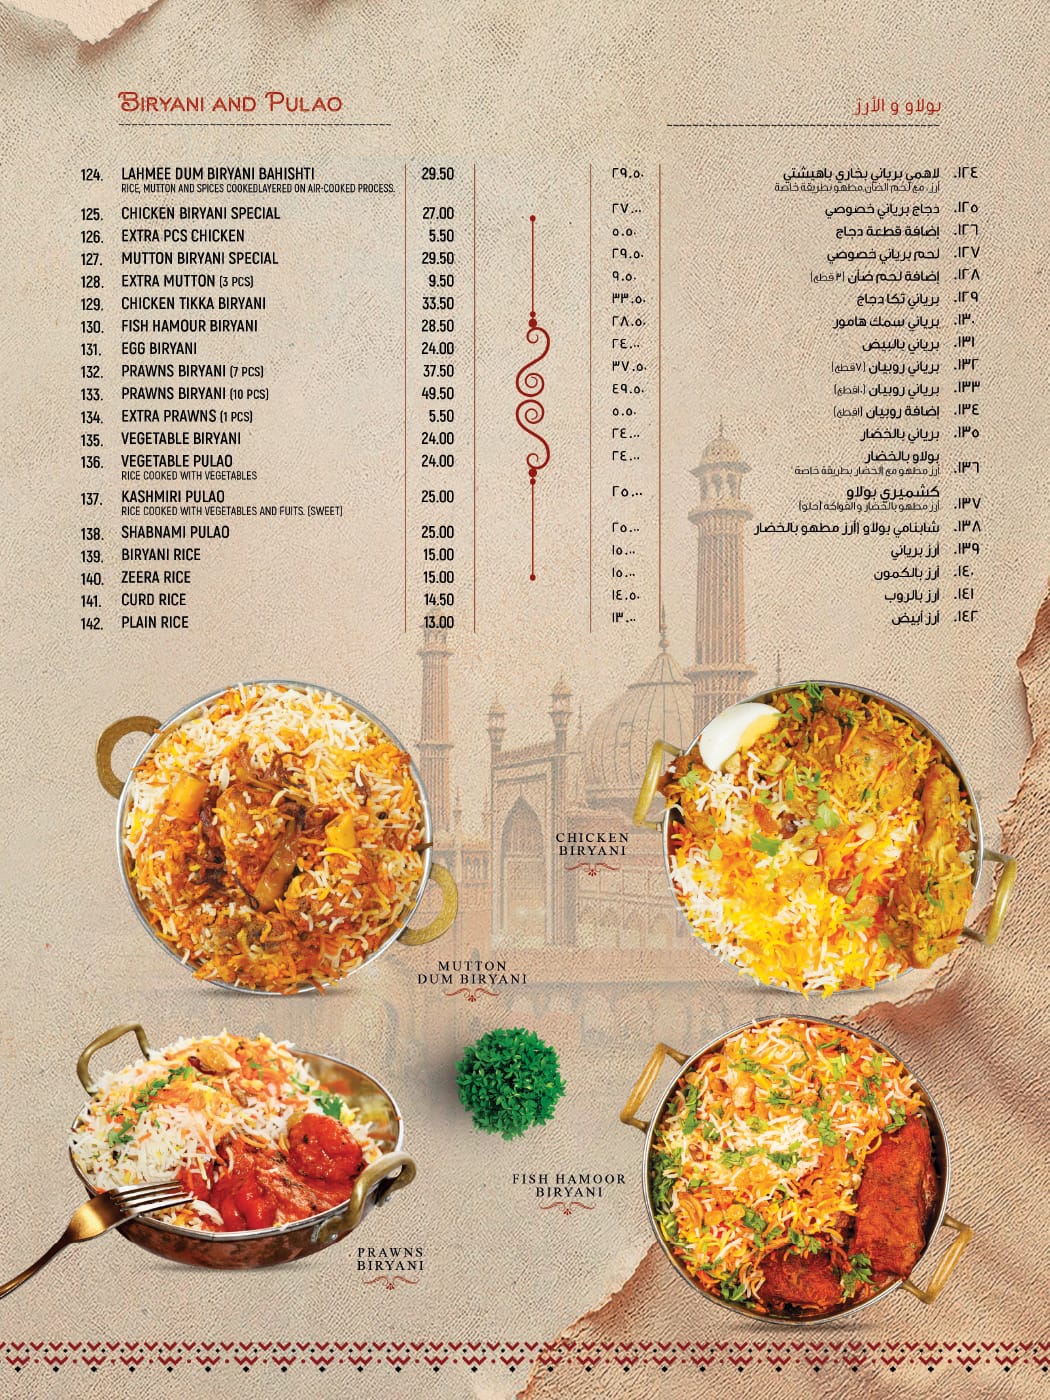 BIRYANI AND PULAO
بولاو و الأرز
124. LAHMEE DUM BIRYANI BAHISHTI 29.50
RICE, MUTTON AND SPICES COOKEDLAYERED ON AIR-COOKED PROCESS.
125. CHICKEN BIRYANI SPECIAL 27.00
126. EXTRA PCS CHICKEN 5.50
127. MUTTON BIRYANI SPECIAL 29.50
128. EXTRA MUTTON (3 PCS) 9.50
129. CHICKEN TIKKA BIRYANI 33.50
130. FISH HAMOUR BIRYANI 28.50
131. EGG BIRYANI 24.00
132. PRAWNS BIRYANI (7 PCS) 37.50
133. PRAWNS BIRYANI (10 PCS) 49.50
134. EXTRA PRAWNS (1 PCS) 5.50
135. VEGETABLE BIRYANI 24.00
136. VEGETABLE PULAO 24.00
RICE COOKED WITH VEGETABLES
137. KASHMIRI PULAO 25.00
RICE COOKED WITH VEGETABLES AND FUITS. (SWEET)
138. SHABNAMI PULAO 25.00
139. BIRYANI RICE 15.00
140. ZEERA RICE 15.00
141. CURD RICE 14.50
142. PLAIN RICE 13.00
١٢٤. لاهمي برياني بخاري باهيشتي ٢٩.٥٠
أرز، مع لحم الضأن,مطهو بطريقة خاصة
١٢٥. دجاج برياني خصوصي ٢٧.٠٠
١٢٦. إضافة قطعة دجاج ٥.٥٠
١٢٧. لحم برياني خصوصي ٢٩.٥٠
١٢٨. إضافة لحم ضأن (٣ قطع) ٩.٥٠
١٢٩. برياني تكا دجاج ٣٣.٥٠
١٣٠. برياني سمك هامور ٢٨.٥٠
١٣١. برياني بالبيض ٢٤.٠٠
١٣٢. برياني روبيان (٧قطع) ٣٧.٥٠
١٣٣. برياني روبيان (١٠قطع) ٤٩.٥٠
١٣٤. إضافة روبيان (١قطع) ٥.٥٠
١٣٥. برياني بالخضار ٢٤.٠٠
١٣٦. بولاو بالخضار ٢٤.٠٠
أرز مطهو مع الخضار بطريقة خاصة
١٣٧. كشميري بولاو ٢٥.٠٠
أرز مطهو بالخضار و الفواكه (حلو)
١٣٨. شابنامي بولاو (أرز مطهو بالخضار ٢٥.٠٠
١٣٩. أرز برياني ١٥.٠٠
١٤٠. أرز بالكمون ١٥.٠٠
١٤١. أرز بالروب ١٤.٥٠
١٤٢. أرز أبيض ١٣.٠٠
CHICKEN
BIRYANI
MUTTON
DUM BIRYANI
FISH HAMOOR
BIRYANI
PRAWNS
BIRYANI